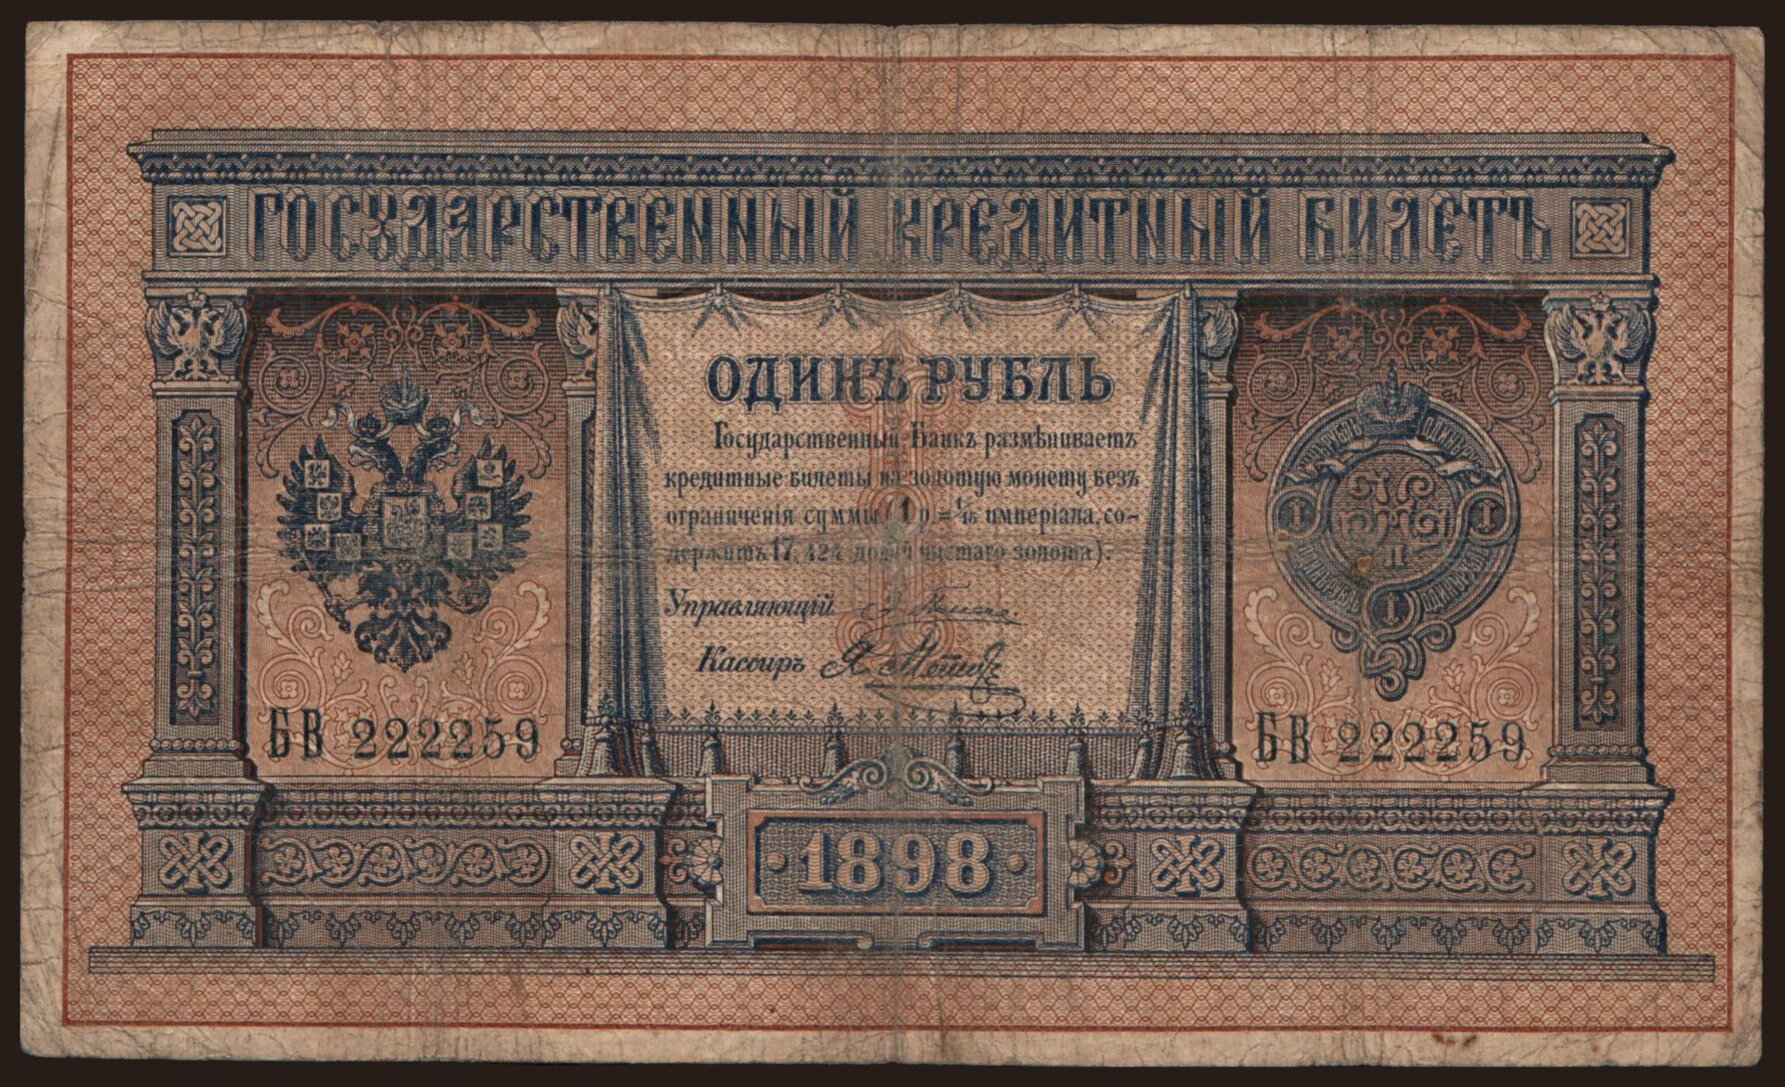 ГОСУДАРСТВЕННЫЙ КРЕДИТНЫЙ БИЛЕТЪ
ОДИНЪ РУБЛЬ
Государственный Банкъ размѣниваетъ
кредитные билеты на золотую монету безъ
ограниченія суммы (1 р. = 1/15 имперіала, со-
держитъ 17,424 долей чистаго золота).
Управляющій
Кассиръ
БВ 222259
БВ 222259
1898